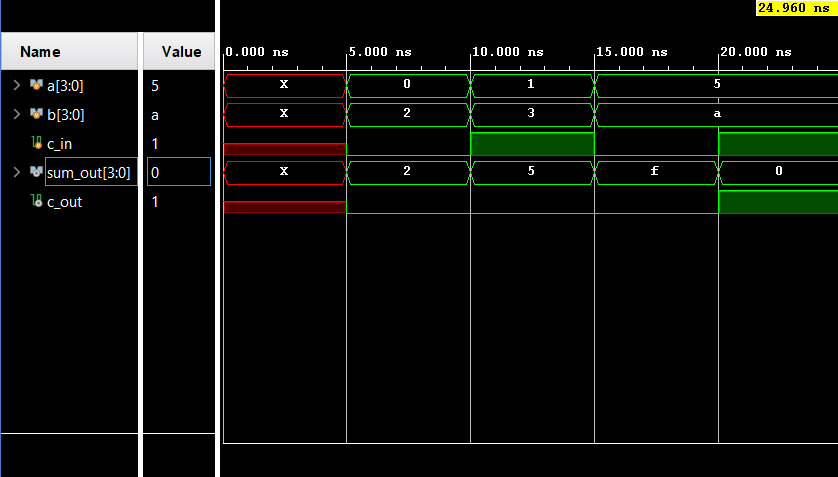 24.960 ns
Name Value
0.000 ns 5.000 ns 10.000 ns 15.000 ns 20.000 ns
a[3:0] 5 X 0 1 5
b[3:0] a X 2 3 a
c_in 1
sum_out[3:0] 0 X 2 5 f 0
c_out 1